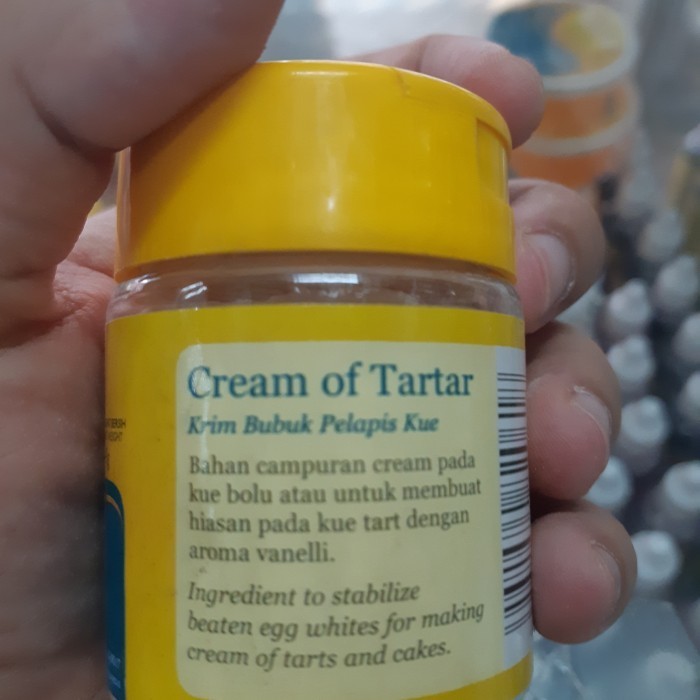 Cream of Tartar
Krim Bubuk Pelapis Kue
Bahan campuran cream pada
kue bolu atau untuk membuat
hiasan pada kue tart dengan
aroma vanelli.
Ingredient to stabilize
beaten egg whites for making
cream of tarts and cakes.